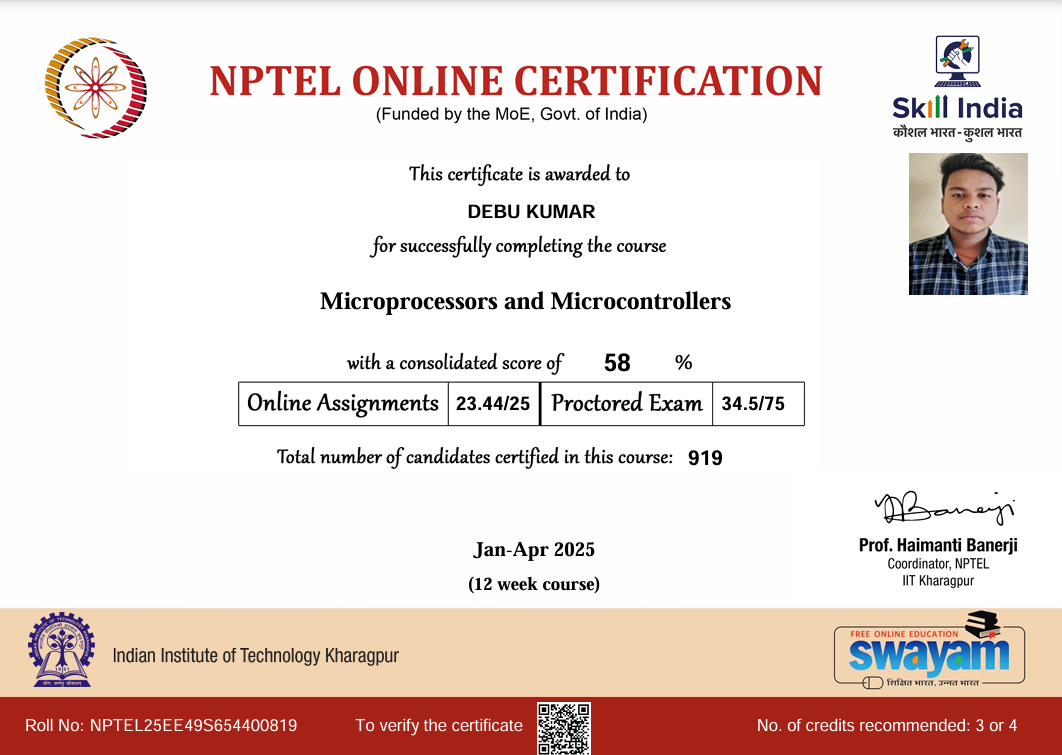 NPTEL ONLINE CERTIFICATION
(Funded by the MoE, Govt. of India)
Skill India
कौशल भारत - कुशल भारत
This certificate is awarded to
DEBU KUMAR
for successfully completing the course
Microprocessors and Microcontrollers
with a consolidated score of 58 %
Online Assignments 23.44/25 Proctored Exam 34.5/75
Total number of candidates certified in this course: 919
Prof. Haimanti Banerji
Coordinator, NPTEL
IIT Kharagpur
Jan-Apr 2025
(12 week course)
Indian Institute of Technology Kharagpur
FREE ONLINE EDUCATION
swayam
शिक्षित भारत, उन्नत भारत
Roll No: NPTEL25EE49S654400819 To verify the certificate No. of credits recommended: 3 or 4